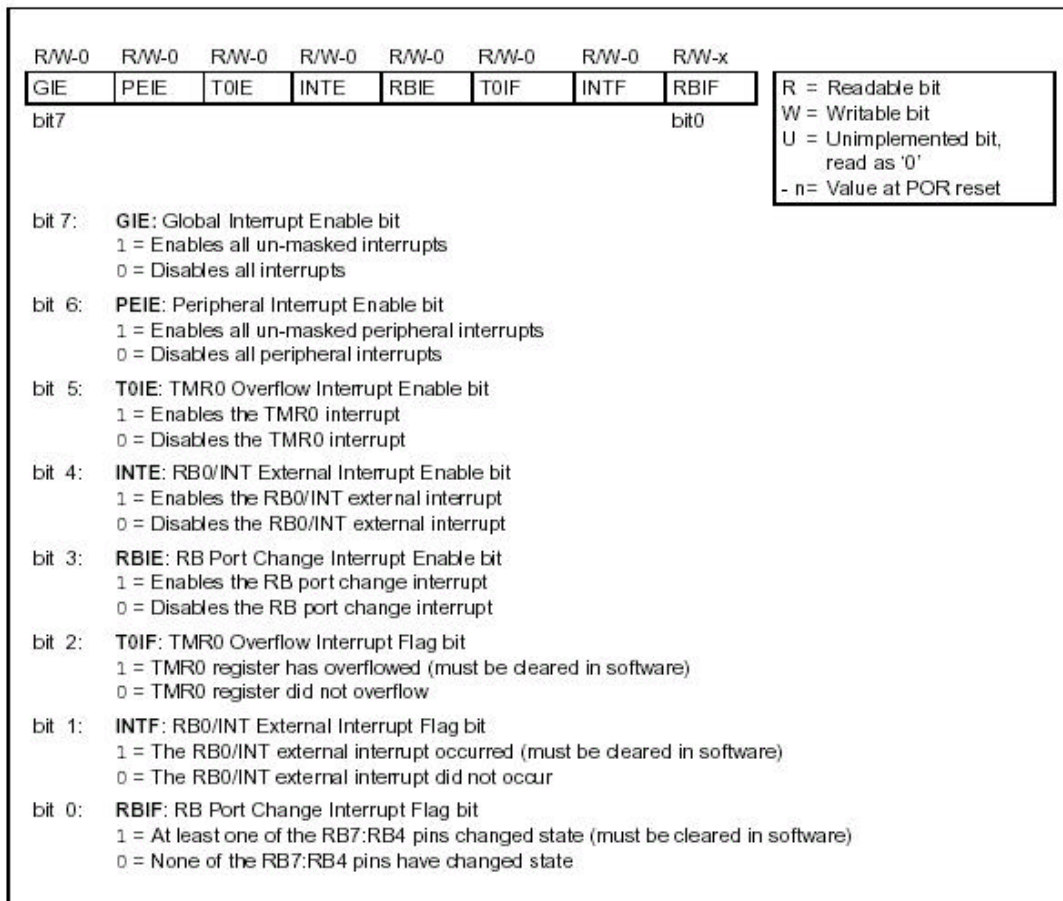 R/W-0 R/W-0 R/W-0 R/W-0 R/W-0 R/W-0 R/W-0 R/W-x
GIE PEIE T0IE INTE RBIE T0IF INTF RBIF
bit7 bit0
R = Readable bit
W = Writable bit
U = Unimplemented bit,
read as ‘0’
- n= Value at POR reset
bit 7: GIE: Global Interrupt Enable bit
1 = Enables all un-masked interrupts
0 = Disables all interrupts
bit 6: PEIE: Peripheral Interrupt Enable bit
1 = Enables all un-masked peripheral interrupts
0 = Disables all peripheral interrupts
bit 5: T0IE: TMR0 Overflow Interrupt Enable bit
1 = Enables the TMR0 interrupt
0 = Disables the TMR0 interrupt
bit 4: INTE: RB0/INT External Interrupt Enable bit
1 = Enables the RB0/INT external interrupt
0 = Disables the RB0/INT external interrupt
bit 3: RBIE: RB Port Change Interrupt Enable bit
1 = Enables the RB port change interrupt
0 = Disables the RB port change interrupt
bit 2: T0IF: TMR0 Overflow Interrupt Flag bit
1 = TMR0 register has overflowed (must be cleared in software)
0 = TMR0 register did not overflow
bit 1: INTF: RB0/INT External Interrupt Flag bit
1 = The RB0/INT external interrupt occurred (must be cleared in software)
0 = The RB0/INT external interrupt did not occur
bit 0: RBIF: RB Port Change Interrupt Flag bit
1 = At least one of the RB7:RB4 pins changed state (must be cleared in software)
0 = None of the RB7:RB4 pins have changed state